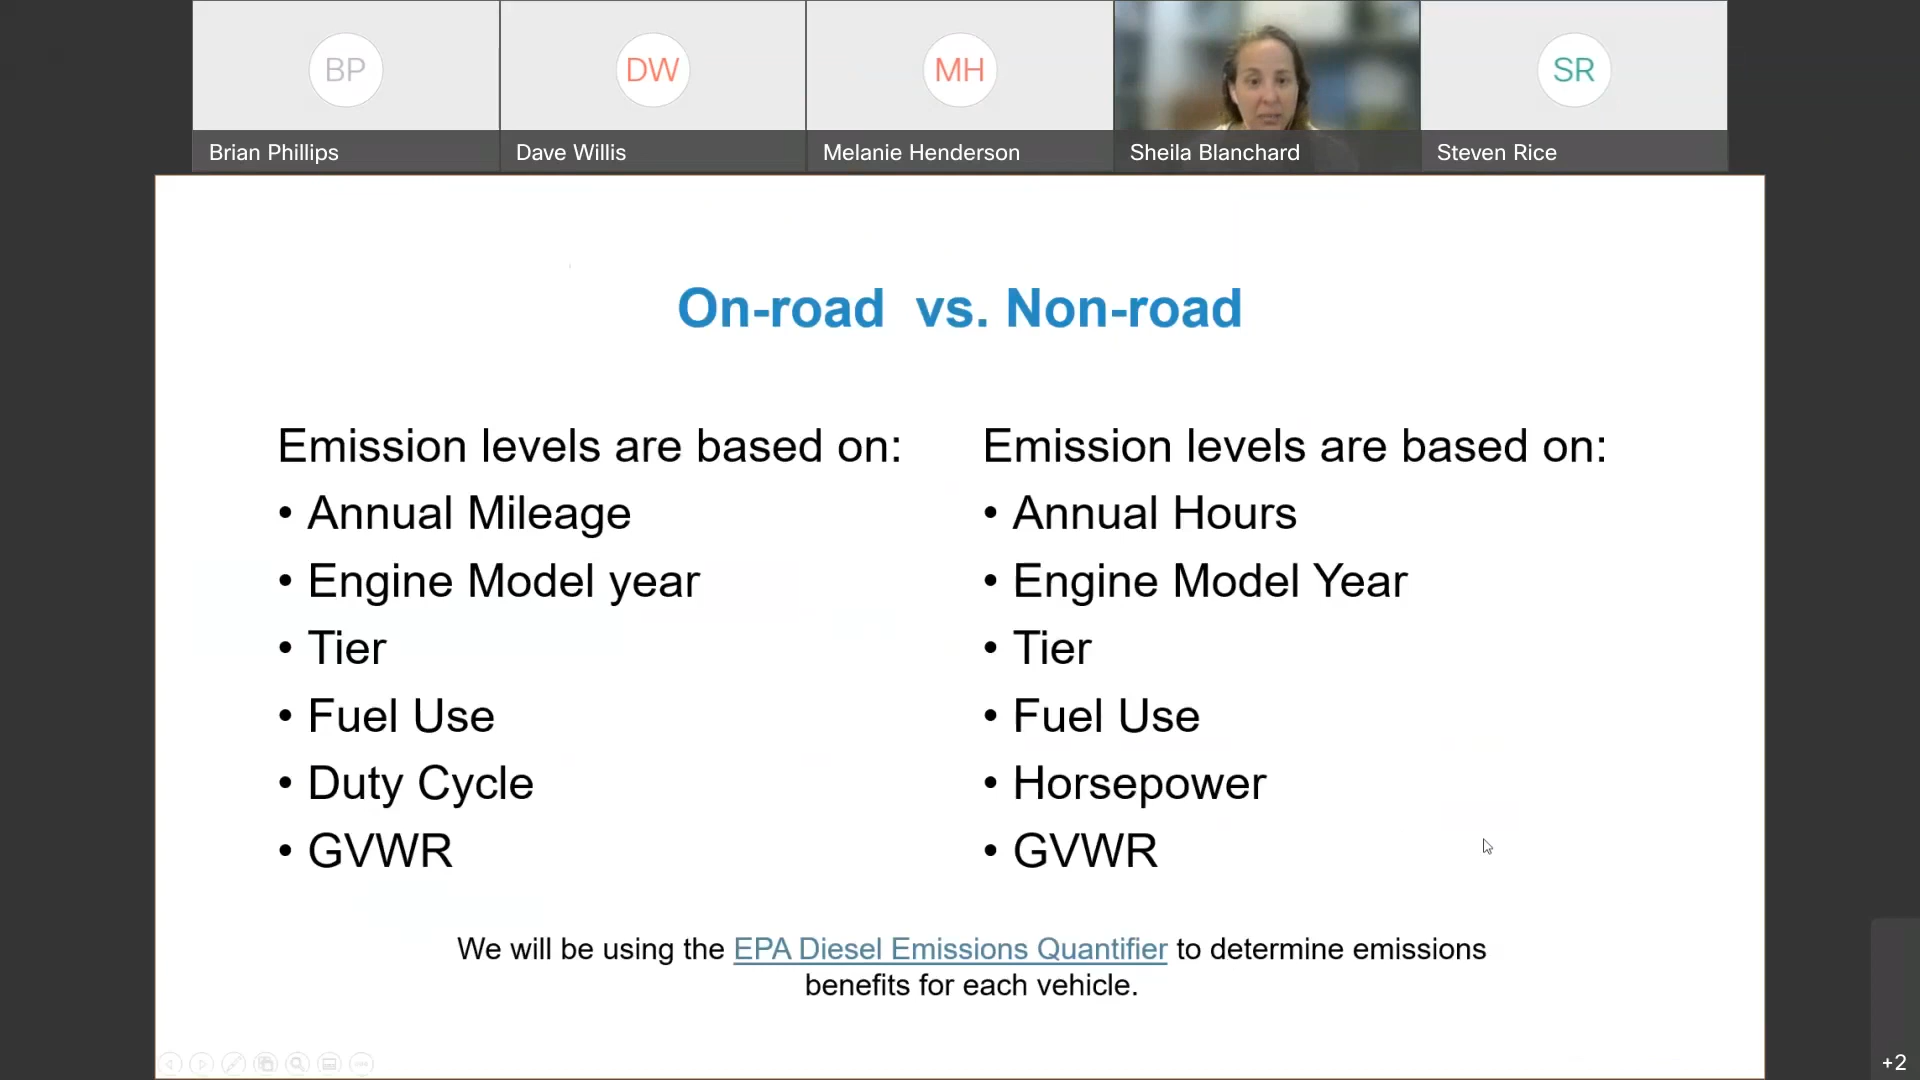 BP
DW
MH
SR
Brian Phillips
Dave Willis
Melanie Henderson
Sheila Blanchard
Steven Rice
On-road vs. Non-road
Emission levels are based on:
• Annual Mileage
• Engine Model year
• Tier
• Fuel Use
• Duty Cycle
• GVWR
Emission levels are based on:
• Annual Hours
• Engine Model Year
• Tier
• Fuel Use
• Horsepower
• GVWR
We will be using the EPA Diesel Emissions Quantifier to determine emissions
benefits for each vehicle.
+2